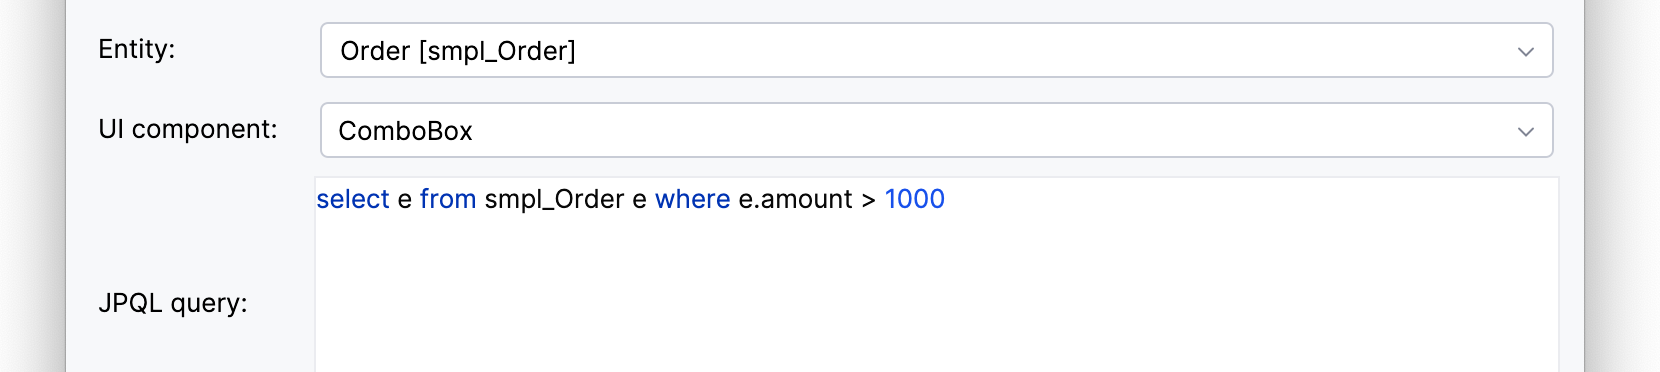 Entity:
Order [smpl_Order]
UI component:
ComboBox
select e from smpl_Order e where e.amount > 1000
JPQL query: